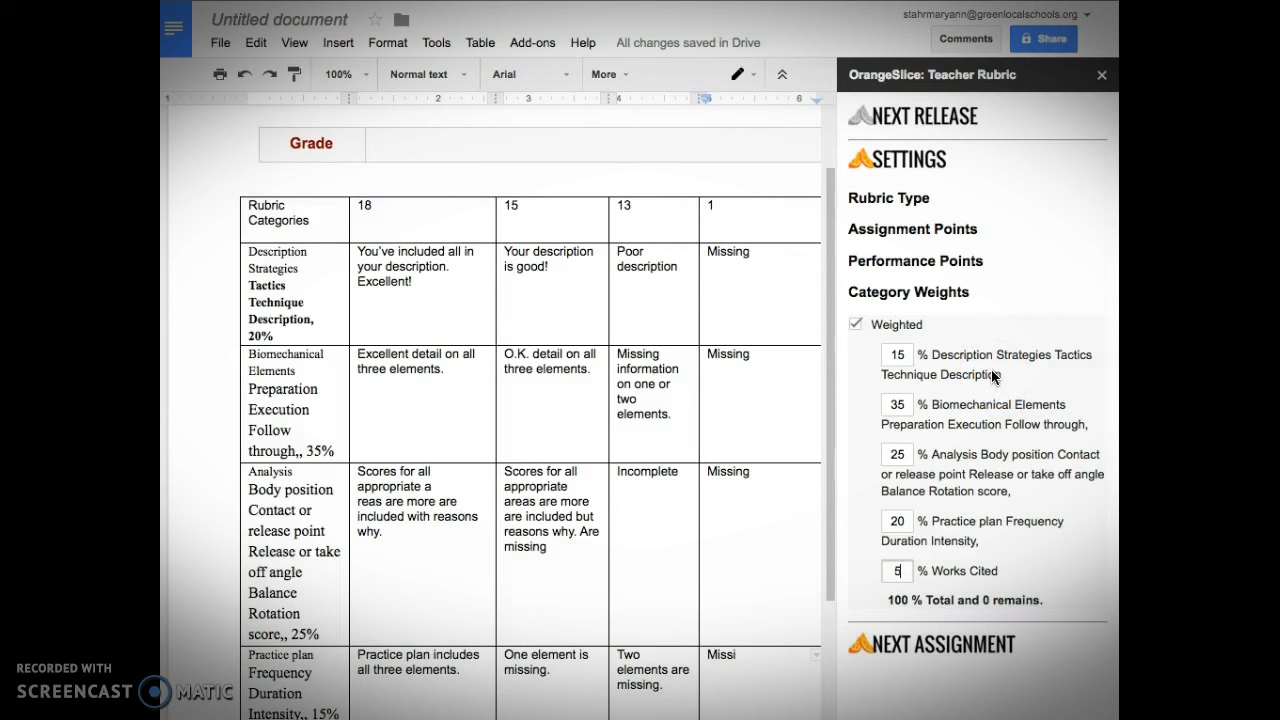 Untitled document
stahrmaryann@greenlocalschools.org
File Edit View Insert Format Tools Table Add-ons Help All changes saved in Drive
Comments Share
100% Normal text Arial More
OrangeSlice: Teacher Rubric
1 2 3 4 5 6
NEXT RELEASE
SETTINGS
Rubric Type
Assignment Points
Performance Points
Category Weights
Weighted
15 % Description Strategies Tactics
Technique Description
35 % Biomechanical Elements
Preparation Execution Follow through,
25 % Analysis Body position Contact
or release point Release or take off angle
Balance Rotation score,
20 % Practice plan Frequency
Duration Intensity,
5 % Works Cited
100 % Total and 0 remains.
NEXT ASSIGNMENT
Grade
Rubric
Categories
18
15
13
1
Description
Strategies
Tactics
Technique
Description,
20%
You've included all in
your description.
Excellent!
Your description
is good!
Poor
description
Missing
Biomechanical
Elements
Preparation
Execution
Follow
through,, 35%
Excellent detail on all
three elements.
O.K. detail on all
three elements.
Missing
information
on one or
two
elements.
Missing
Analysis
Body position
Contact or
release point
Release or take
off angle
Balance
Rotation
score,, 25%
Scores for all
appropriate a
reas are more are
included with reasons
why.
Scores for all
appropriate
areas are more
are included but
reasons why. Are
missing
Incomplete
Missing
Practice plan
Frequency
Duration
Intensity,, 15%
Practice plan includes
all three elements.
One element is
missing.
Two
elements are
missing.
Missi
RECORDED WITH
SCREENCAST MATIC